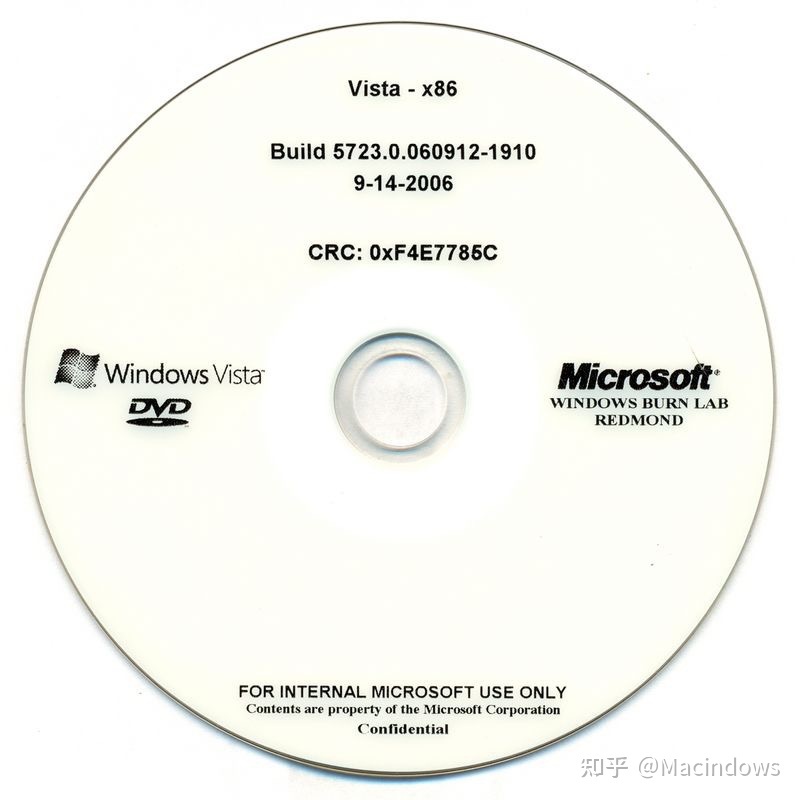 Vista - x86
Build 5723.0.060912-1910
9-14-2006
CRC: 0xF4E7785C
Windows Vista™
DVD
Microsoft®
WINDOWS BURN LAB
REDMOND
FOR INTERNAL MICROSOFT USE ONLY
Contents are property of the Microsoft Corporation
Confidential
知乎 @Macindows